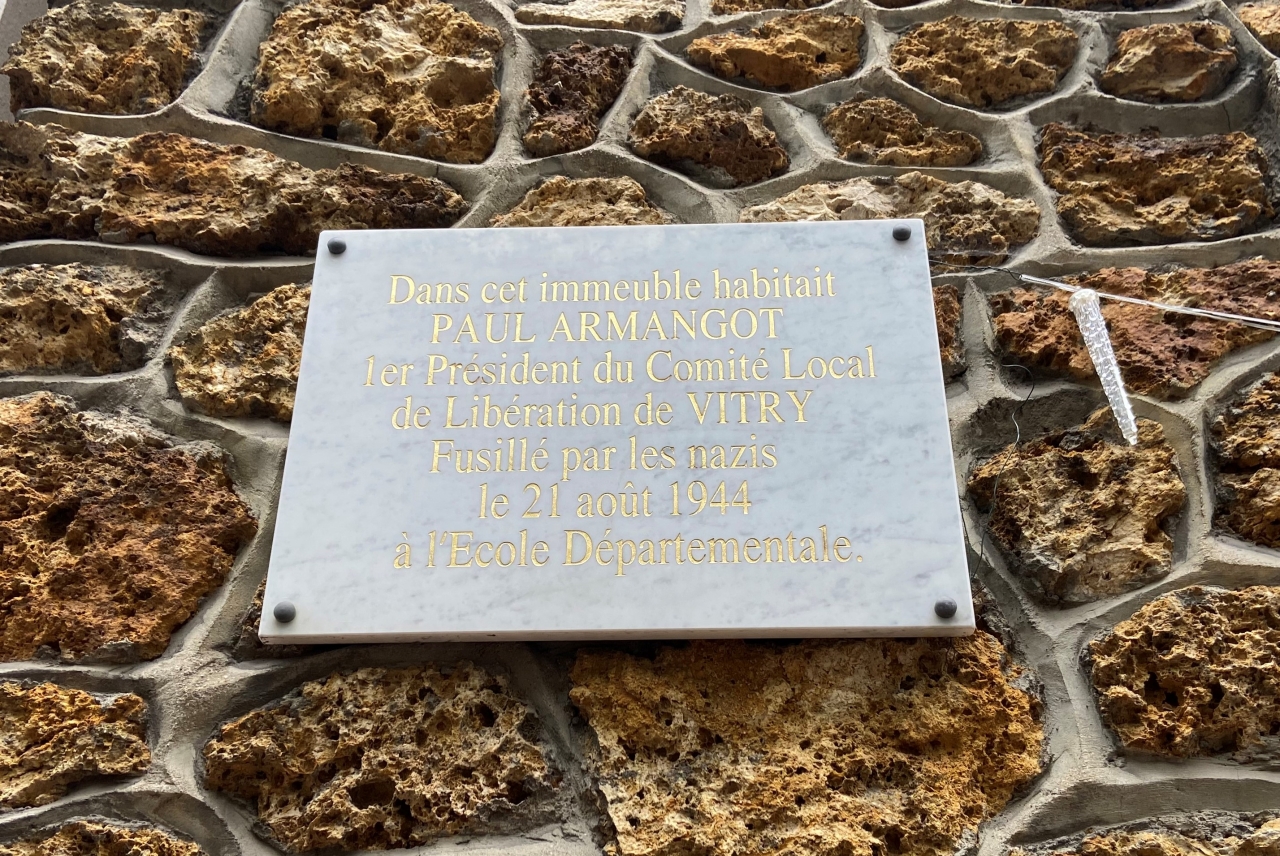 Dans cet immeuble habitait
PAUL ARMANGOT
1er Président du Comité Local
de Libération de VITRY
Fusillé par les nazis
le 21 août 1944
à l'Ecole Départementale.